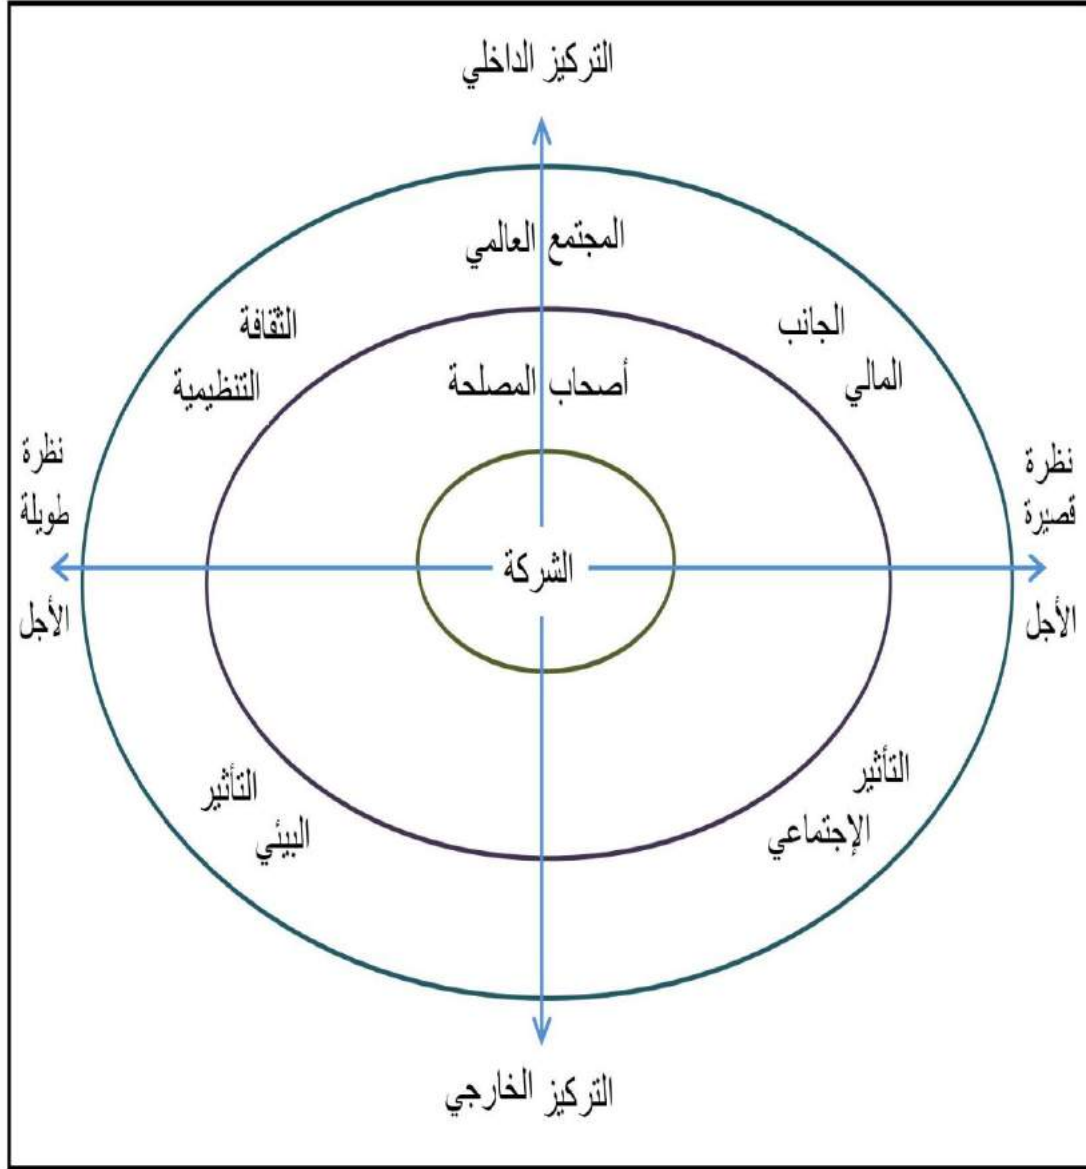 التركيز الداخلي
المجتمع العالمي
الجانب
المالي
الثقافة
التنظيمية
أصحاب المصلحة
نظرة
قصيرة
الأجل
نظرة
طويلة
الأجل
الشركة
التأثير
الإجتماعي
التأثير
البيئي
التركيز الخارجي